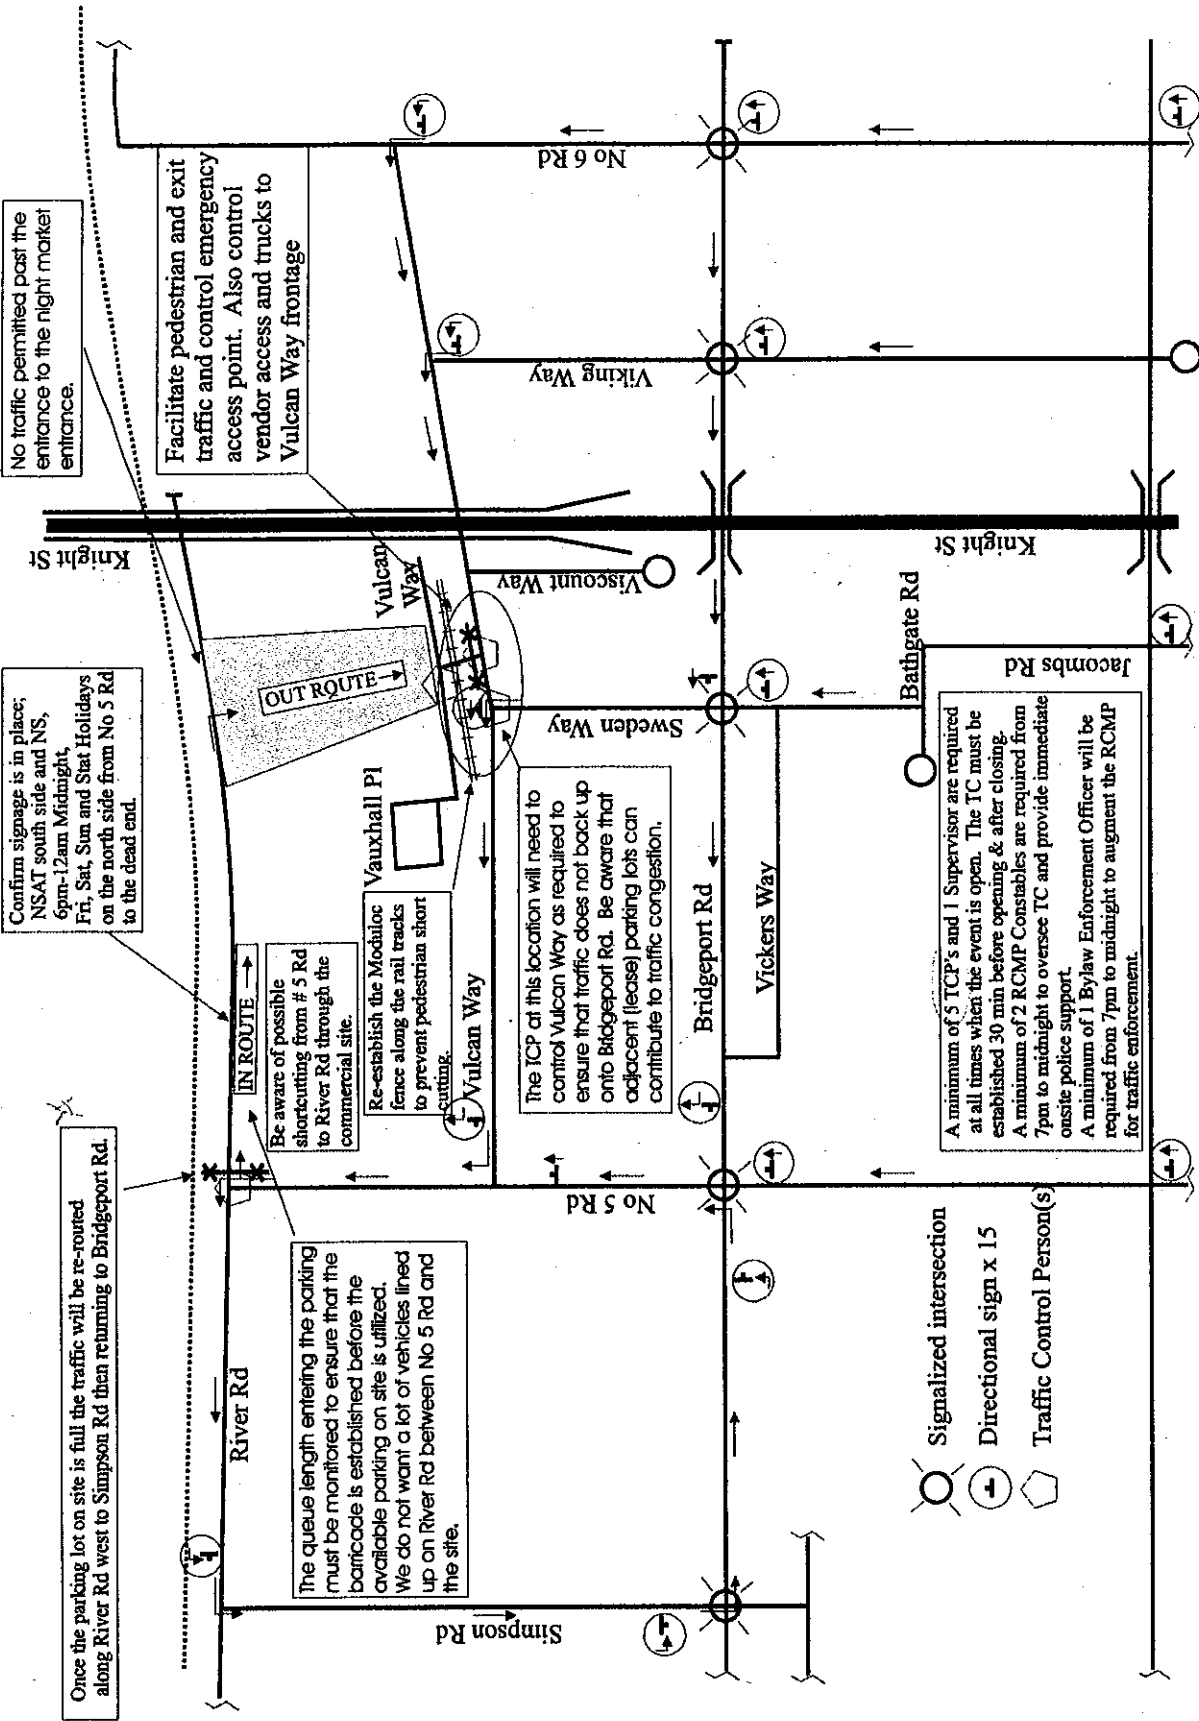 Once the parking lot on site is full the traffic will be re-routed
along River Rd west to Simpson Rd then returning to Bridgeport Rd.
Confirm signage is in place;
NSAT south side and NS,
6pm-12am Midnight,
Fri, Sat, Sun and Stat Holidays
on the north side from No 5 Rd
to the dead end.
No traffic permitted past the
entrance to the night market
entrance.
Knight St
Facilitate pedestrian and exit
traffic and control emergency
access point. Also control
vendor access and trucks to
Vulcan Way frontage
River Rd
IN ROUTE
OUT ROUTE
Be aware of possible
shortcutting from # 5 Rd
to River Rd through the
commercial site.
Vauxhall Pl
Vulcan
Way
Re-establish the Moduloc
fence along the rail tracks
to prevent pedestrian short
cutting.
The queue length entering the parking
must be monitored to ensure that the
barricade is established before the
available parking on site is utilized.
We do not want a lot of vehicles lined
up on River Rd between No 5 Rd and
the site.
Vulcan Way
The TCP at this location will need to
control Vulcan Way as required to
ensure that traffic does not back up
onto Bridgeport Rd. Be aware that
adjacent (lease) parking lots can
contribute to traffic congestion.
Simpson Rd
No 5 Rd
Sweden Way
Viscount Way
Viking Way
No 6 Rd
Bridgeport Rd
Vickers Way
Bathgate Rd
Knight St
Jacombs Rd
Signalized intersection
Directional sign x 15
Traffic Control Person(s)
A minimum of 5 TCP's and 1 Supervisor are required
at all times when the event is open. The TC must be
established 30 min before opening & after closing.
A minimum of 2 RCMP Constables are required from
7pm to midnight to oversee TC and provide immediate
onsite police support.
A minimum of 1 Bylaw Enforcement Officer will be
required from 7pm to midnight to augment the RCMP
for traffic enforcement.